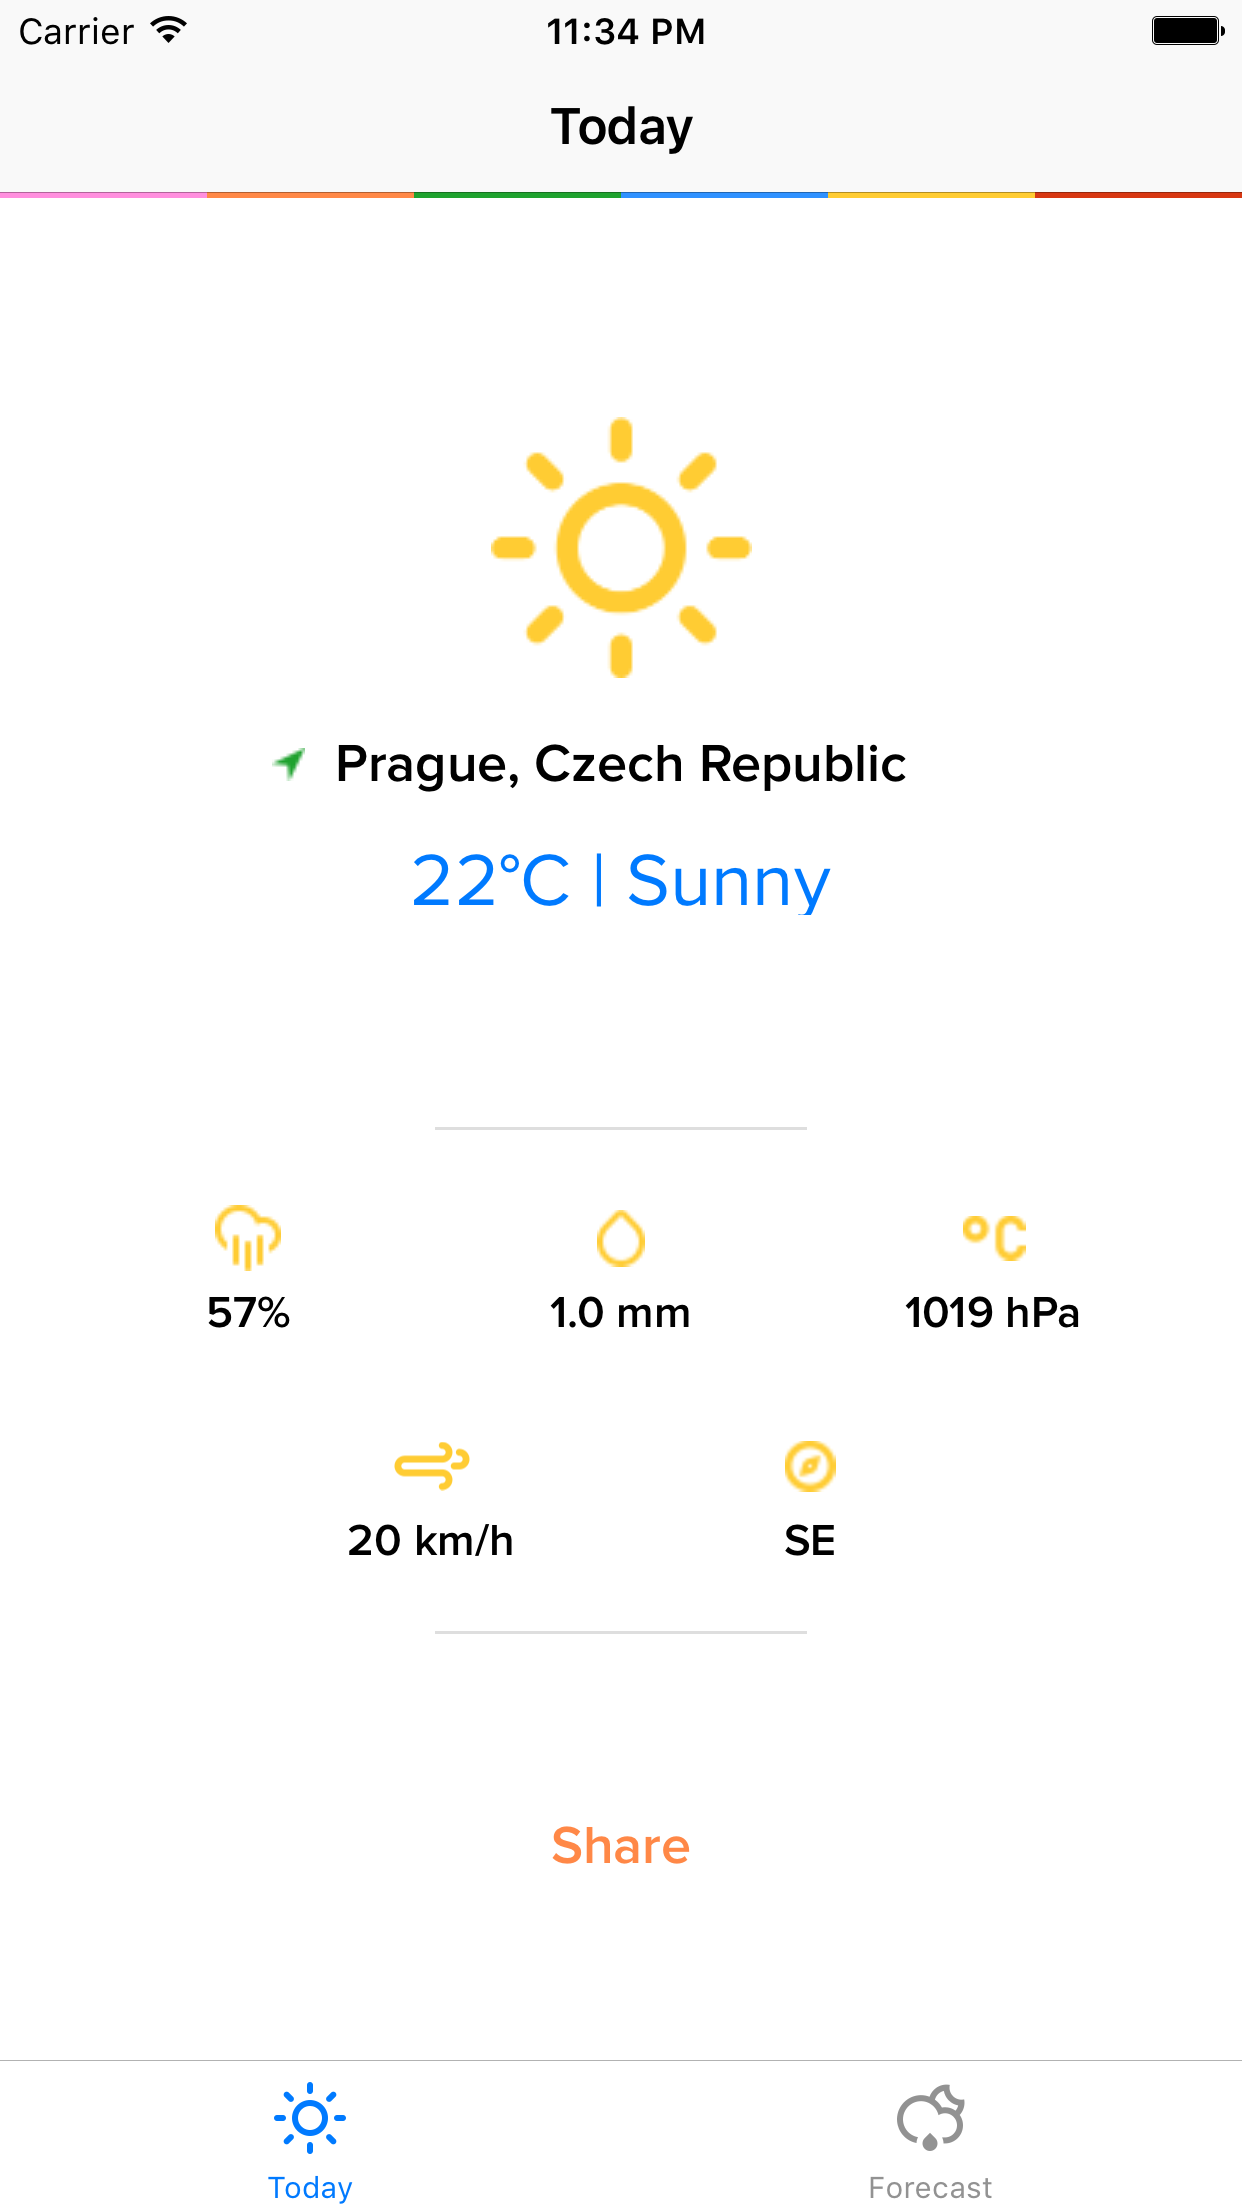 Carrier 11:34 PM
Today
Prague, Czech Republic
22°C | Sunny
°C
57% 1.0 mm 1019 hPa
20 km/h SE
Share
Today Forecast